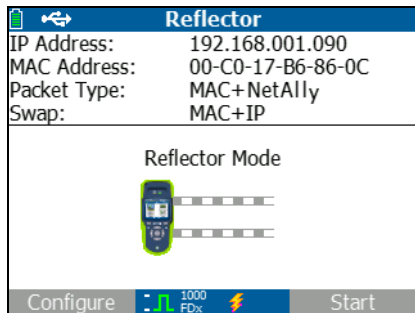 Reflector
IP Address: 192.168.001.090
MAC Address: 00-C0-17-B6-86-0C
Packet Type: MAC+NetAlly
Swap: MAC+IP
Reflector Mode
Configure 1000 FDx Start